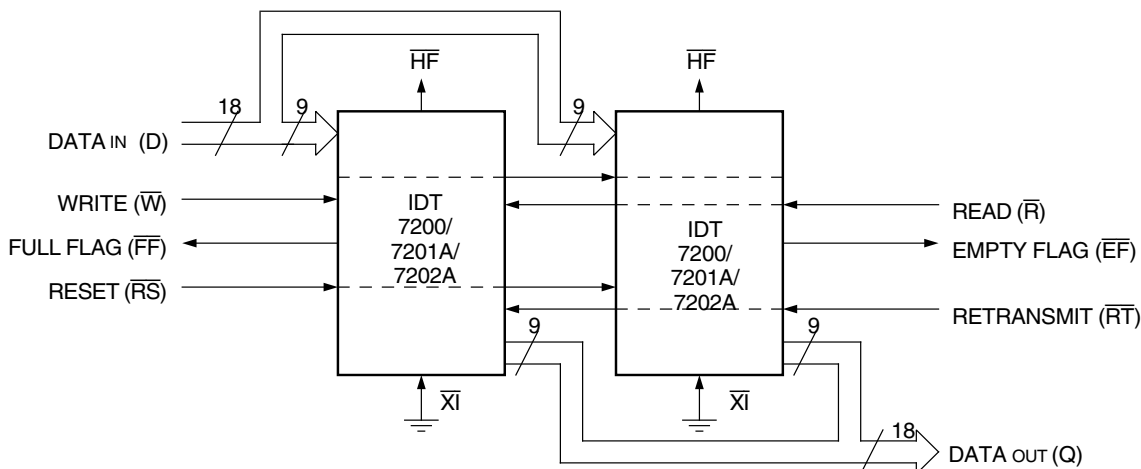 HF HF
18 9 9
DATA IN (D)
WRITE (W)
FULL FLAG (FF)
RESET (RS)
IDT
7200/
7201A/
7202A
IDT
7200/
7201A/
7202A
READ (R)
EMPTY FLAG (EF)
RETRANSMIT (RT)
9 9
XI XI
18
DATA OUT (Q)